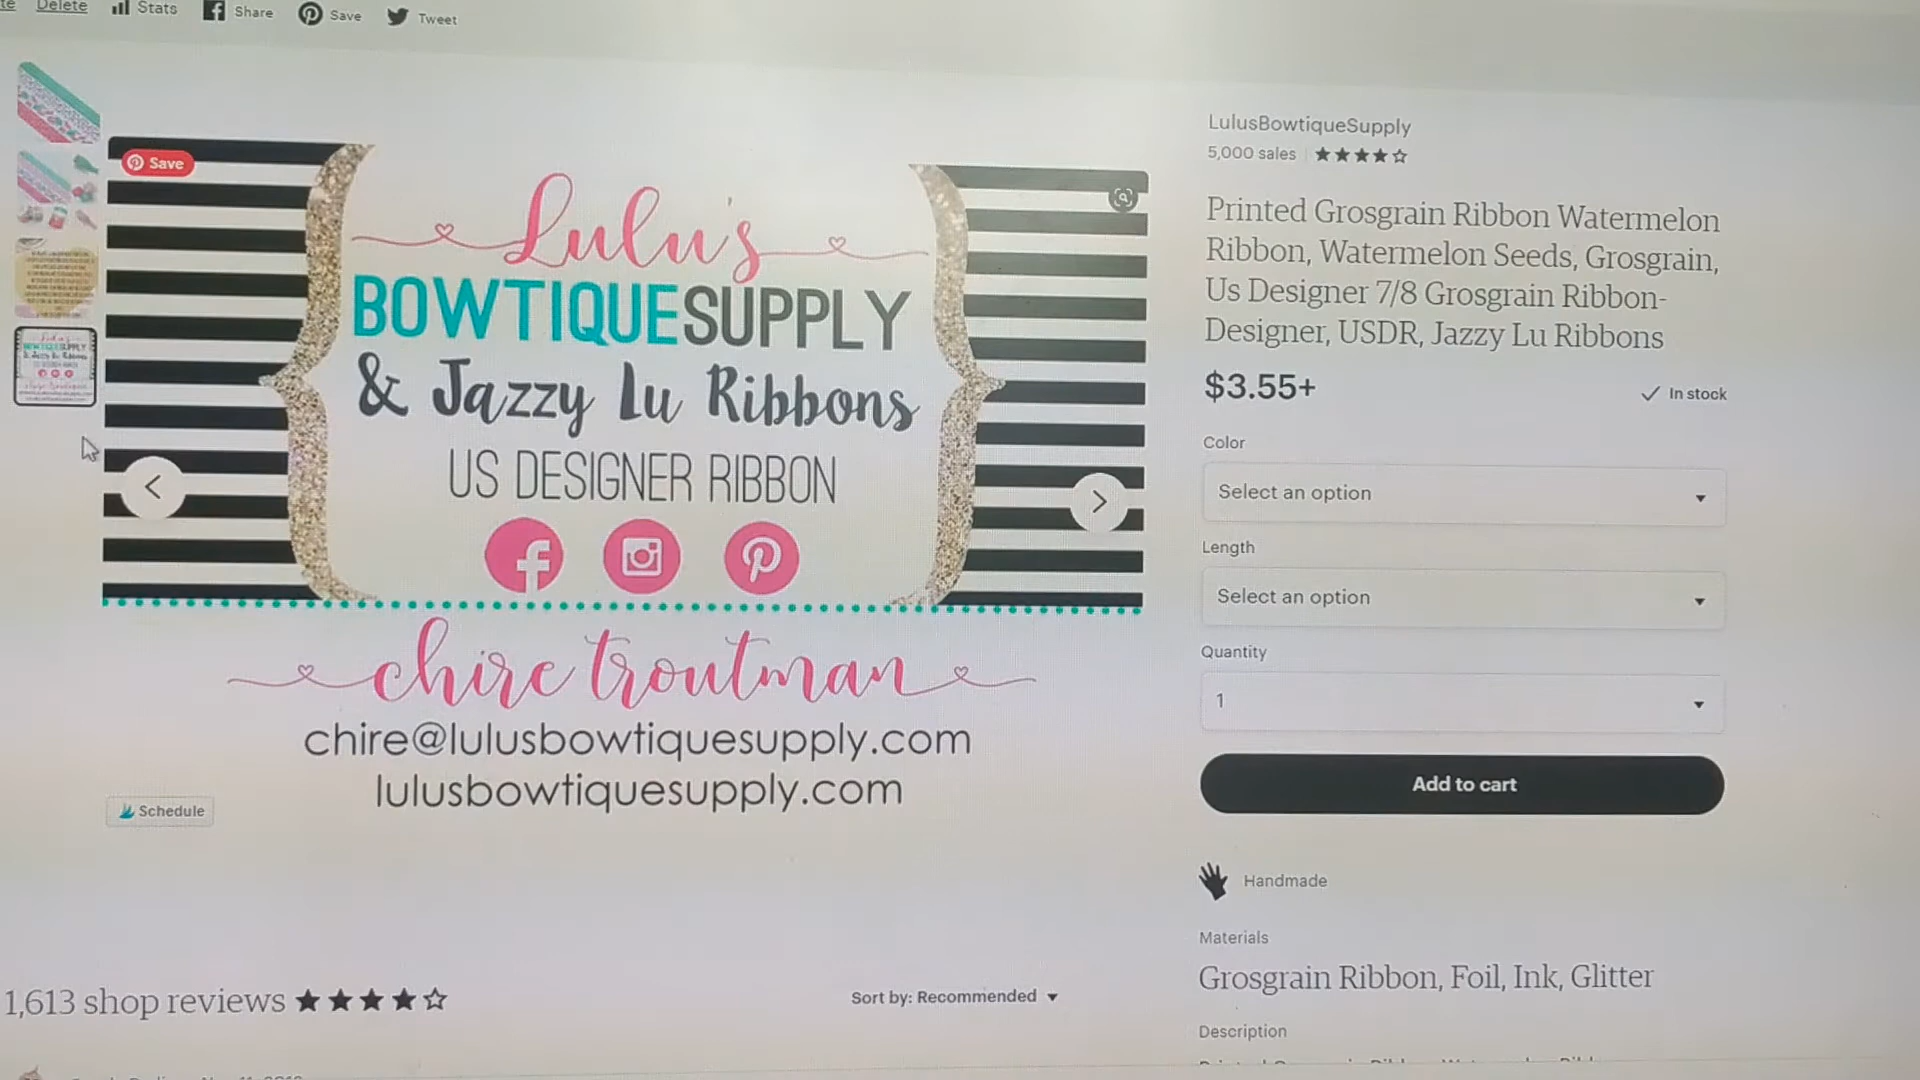 Delete
Stats
Share
Save
Tweet
Save
Lulu's
BOWTIQUESUPPLY
& Jazzy Lu Ribbons
US DESIGNER RIBBON
chire troutman
chire@lulusbowtiquesupply.com
lulusbowtiquesupply.com
Schedule
1,613 shop reviews
Sort by: Recommended
LulusBowtiqueSupply
5,000 sales
Printed Grosgrain Ribbon Watermelon
Ribbon, Watermelon Seeds, Grosgrain,
Us Designer 7/8 Grosgrain Ribbon-
Designer, USDR, Jazzy Lu Ribbons
$3.55+
In stock
Color
Select an option
Length
Select an option
Quantity
1
Add to cart
Handmade
Materials
Grosgrain Ribbon, Foil, Ink, Glitter
Description